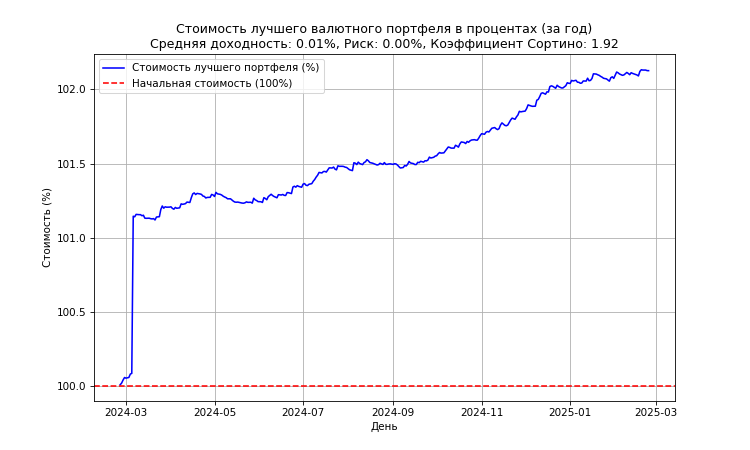 Стоимость лучшего валютного портфеля в процентах (за год)
Средняя доходность: 0.01%, Риск: 0.00%, Коэффициент Сортино: 1.92
Стоимость лучшего портфеля (%)
Начальная стоимость (100%)
Стоимость (%)
102.0
101.5
101.0
100.5
100.0
2024-03 2024-05 2024-07 2024-09 2024-11 2025-01 2025-03
День